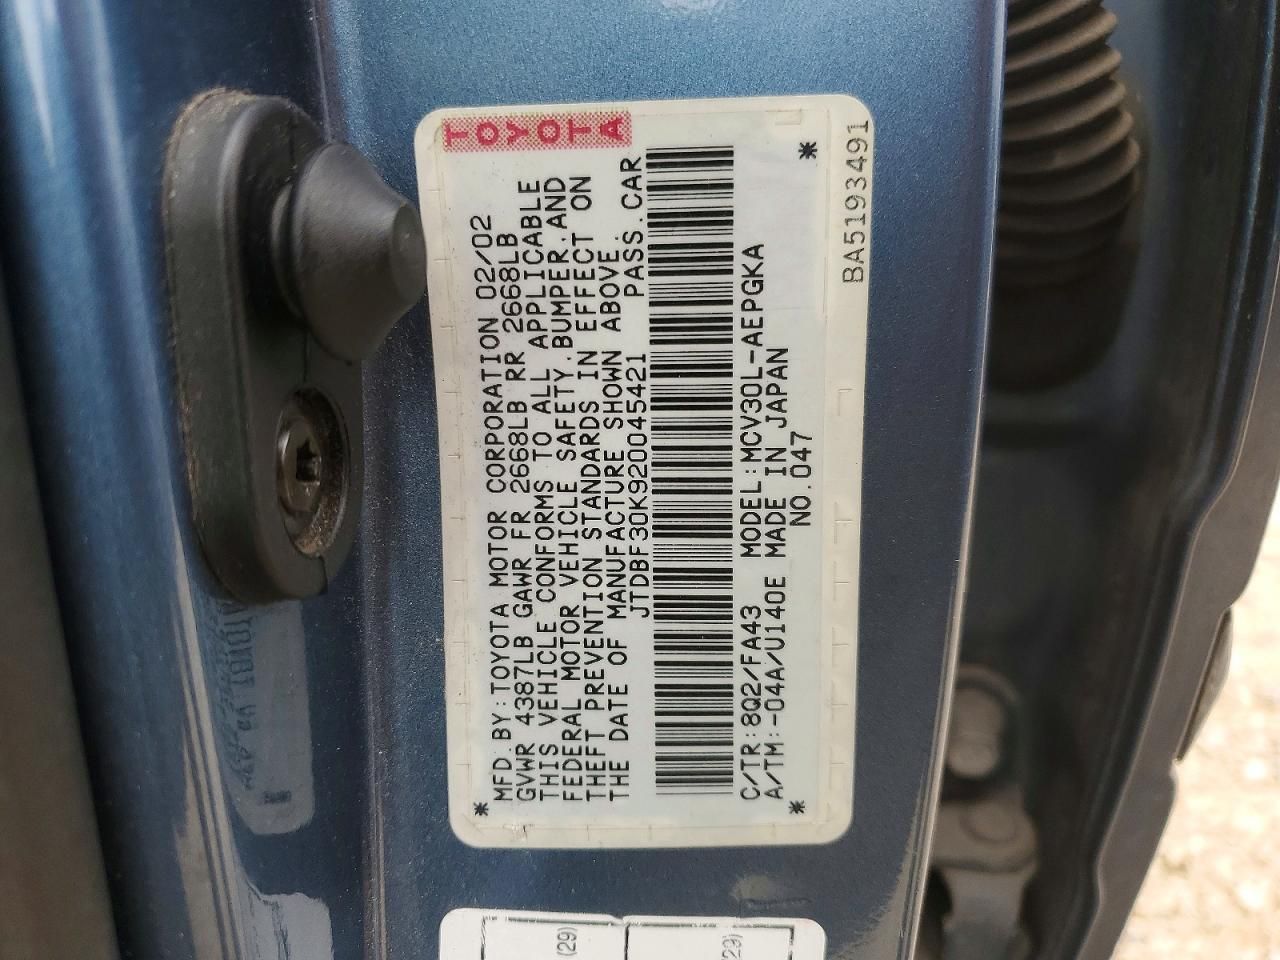 TOYOTA
MFD.BY:TOYOTA MOTOR CORPORATION 02/02
GVWR 4387LB GAWR FR 2668LB RR 2668LB
THIS VEHICLE CONFORMS TO ALL APPLICABLE
FEDERAL MOTOR VEHICLE SAFETY.BUMPER.AND
THEFT PREVENTION STANDARDS IN EFFECT ON
THE DATE OF MANUFACTURE SHOWN ABOVE.
JTDBF30K920045421 PASS.CAR
C/TR:8Q2/FA43 MODEL:MCV30L-AEPGKA
A/TM:-04A/U140E MADE IN JAPAN
* NO.047 *
BA5193491
(29)
(29)